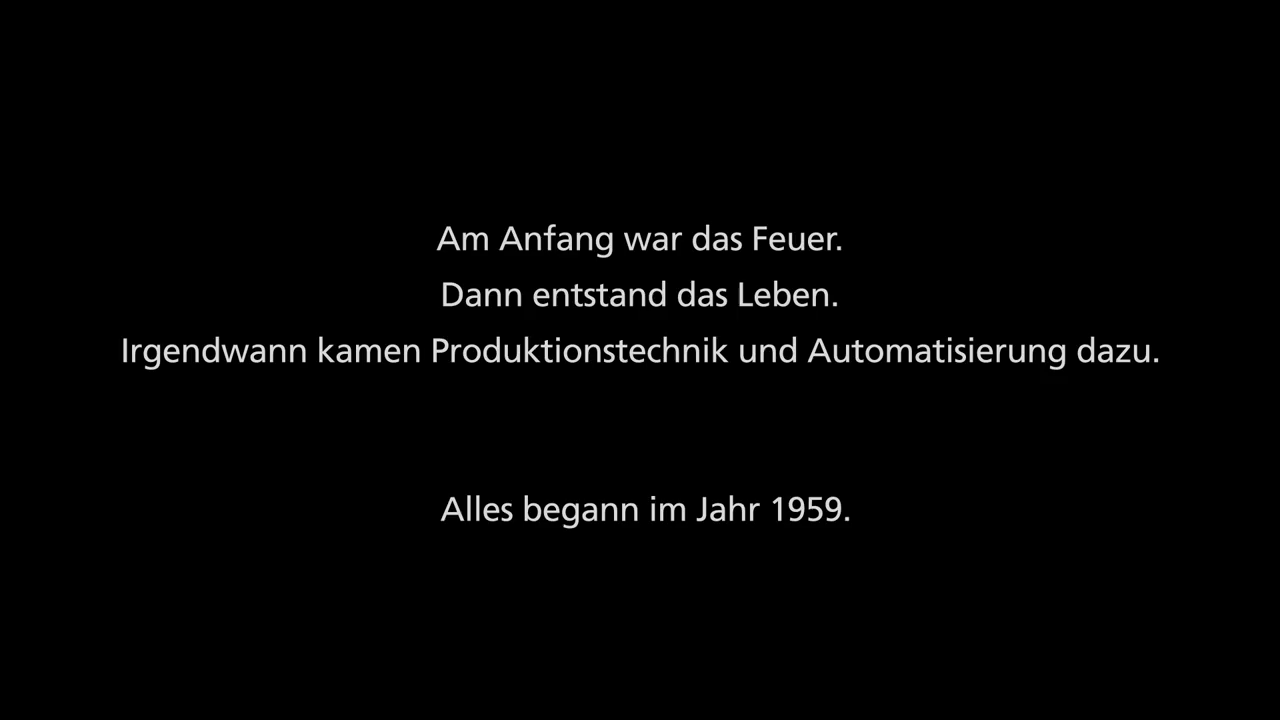 Am Anfang war das Feuer.
Dann entstand das Leben.
Irgendwann kamen Produktionstechnik und Automatisierung dazu.
Alles begann im Jahr 1959.